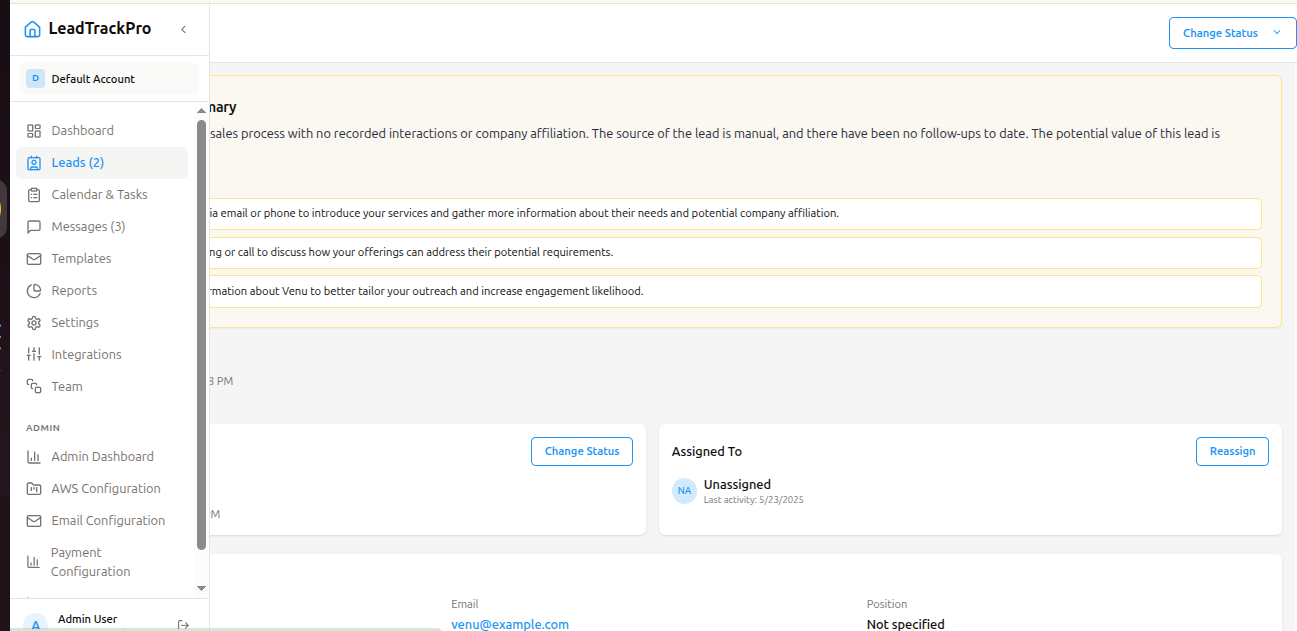 LeadTrackPro
Change Status
D Default Account
Dashboard
Leads (2)
Calendar & Tasks
Messages (3)
Templates
Reports
Settings
Integrations
Team
ADMIN
Admin Dashboard
AWS Configuration
Email Configuration
Payment
Configuration
A Admin User
sales process with no recorded interactions or company affiliation. The source of the lead is manual, and there have been no follow-ups to date. The potential value of this lead is
email or phone to introduce your services and gather more information about their needs and potential company affiliation.
or call to discuss how your offerings can address their potential requirements.
about Venu to better tailor your outreach and increase engagement likelihood.
PM
Change Status
Assigned To
Reassign
NA Unassigned
Last activity: 5/23/2025
Email
venu@example.com
Position
Not specified